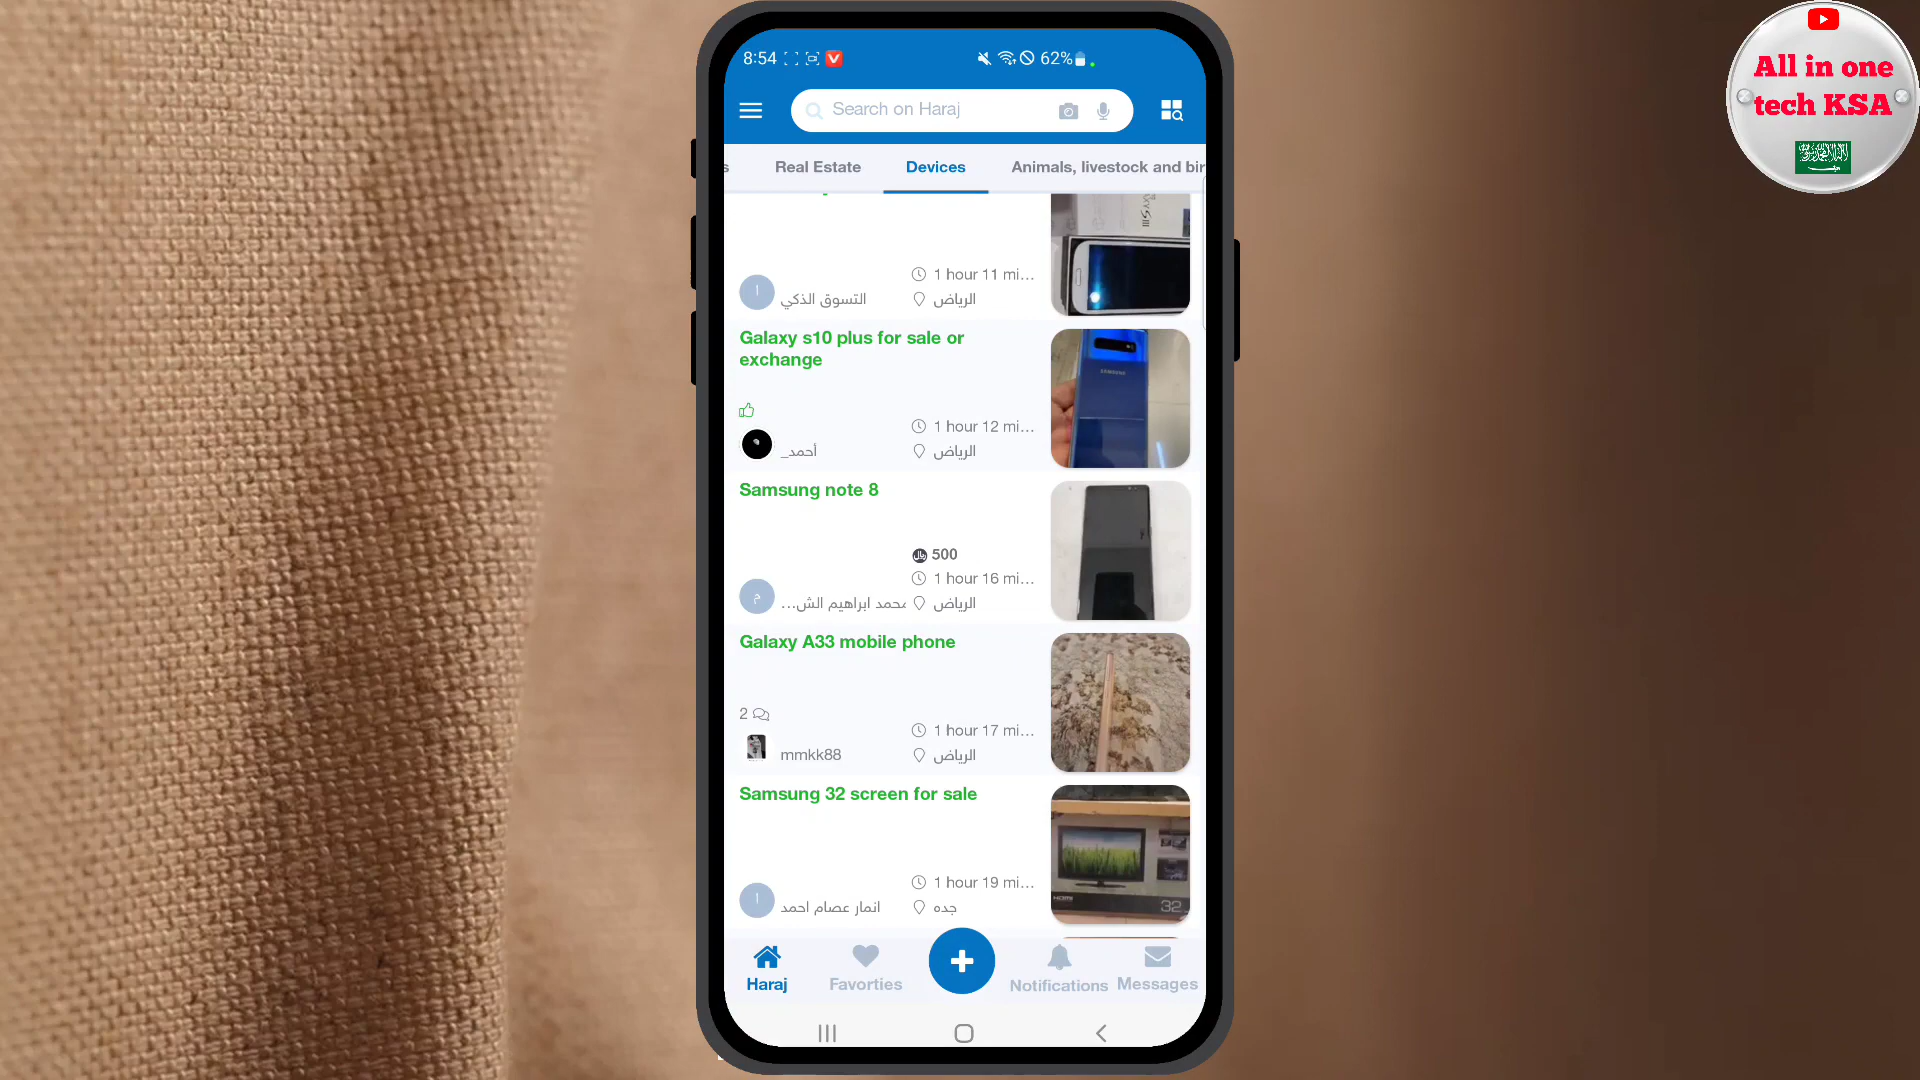 All in one
tech KSA
8:54
62%
Search on Haraj
s Real Estate Devices Animals, livestock and bir
1 hour 11 mi...
التسوق الذكي
الرياض
Galaxy s10 plus for sale or
exchange
SAMSUNG
1 hour 12 mi...
أحمد_
الرياض
Samsung note 8
500
1 hour 16 mi...
م
محمد ابراهيم الش...
الرياض
Galaxy A33 mobile phone
2
1 hour 17 mi...
mmkk88
الرياض
Samsung 32 screen for sale
1 hour 19 mi...
ا
انمار عصام احمد
جده
HDMI
32
Haraj Favorties Notifications Messages